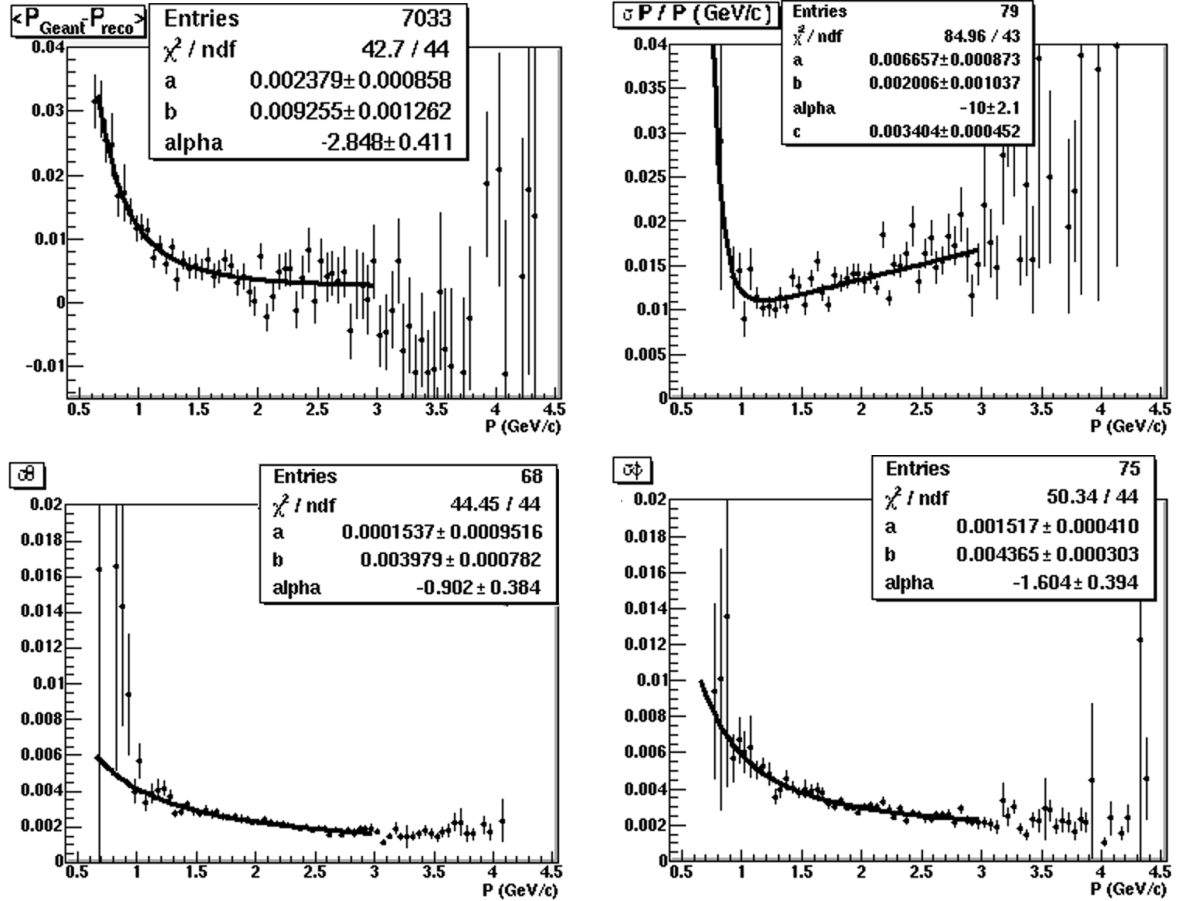 <P_Geant-P_reco>
Entries 7033
χ² / ndf 42.7 / 44
a 0.002379± 0.000858
b 0.009255± 0.001262
alpha -2.848± 0.411
0.04
0.03
0.02
0.01
0
-0.01
0.5 1 1.5 2 2.5 3 3.5 4 4.5
P (GeV/c)
σ P / P (GeV/c)
Entries 79
χ² / ndf 84.96 / 43
a 0.006657± 0.000873
b 0.002006± 0.001037
alpha -10± 2.1
c 0.003404± 0.000452
0.04
0.035
0.03
0.025
0.02
0.015
0.01
0.005
0
0.5 1 1.5 2 2.5 3 3.5 4 4.5
P (GeV/c)
σθ
Entries 68
χ² / ndf 44.45 / 44
a 0.0001537± 0.0009516
b 0.003979± 0.000782
alpha -0.902± 0.384
0.02
0.018
0.016
0.014
0.012
0.01
0.008
0.006
0.004
0.002
0
0.5 1 1.5 2 2.5 3 3.5 4 4.5
P (GeV/c)
σϕ
Entries 75
χ² / ndf 50.34 / 44
a 0.001517± 0.000410
b 0.004365± 0.000303
alpha -1.604± 0.394
0.02
0.018
0.016
0.014
0.012
0.01
0.008
0.006
0.004
0.002
0
0.5 1 1.5 2 2.5 3 3.5 4 4.5
P (GeV/c)